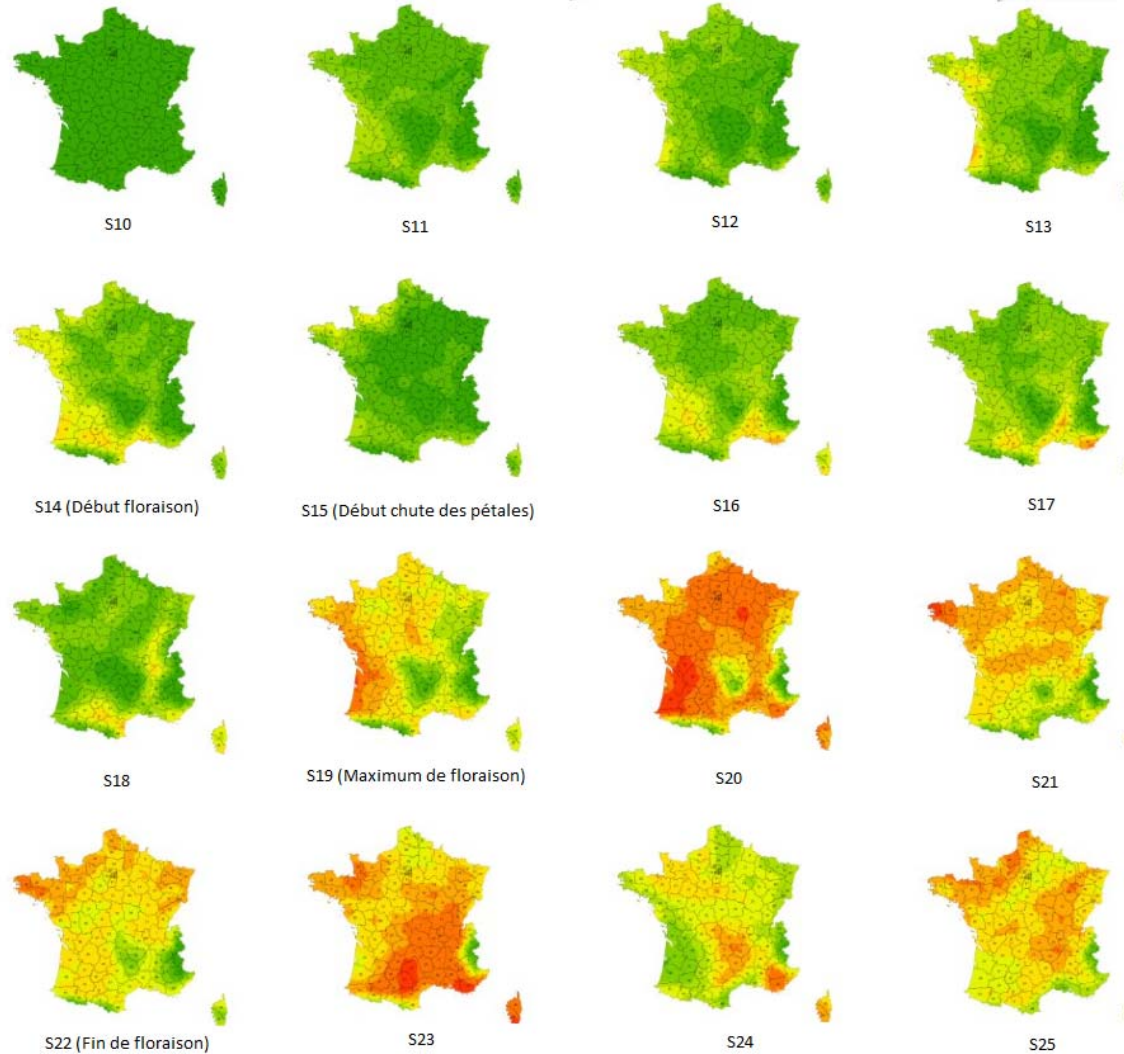 S10
S11
S12
S13
S14 (Début floraison)
S15 (Début chute des pétales)
S16
S17
S18
S19 (Maximum de floraison)
S20
S21
S22 (Fin de floraison)
S23
S24
S25